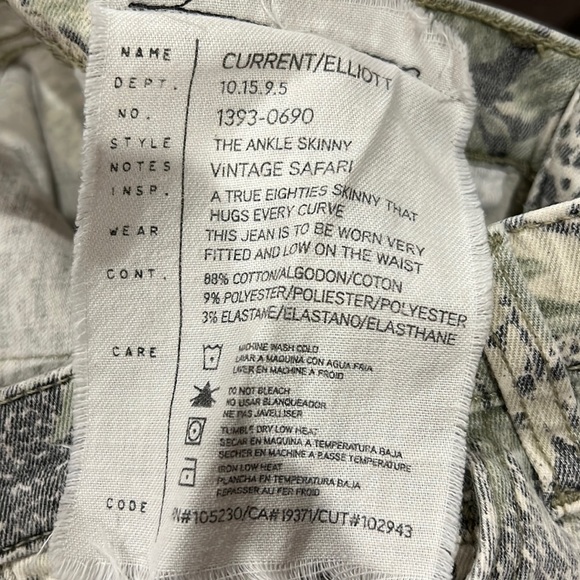 NAME CURRENT/ELLIOTT
DEPT. 10.15.9.5
NO. 1393-0690
STYLE THE ANKLE SKINNY
NOTES ViNTAGE SAFARI
INSP. A TRUE EIGHTIES SKINNY THAT
HUGS EVERY CURVE
WEAR THIS JEAN IS TO BE WORN VERY
FITTED AND LOW ON THE WAIST
CONT. 88% COTTON/ALGODON/COTON
9% POLYESTER/POLIESTER/POLYESTER
3% ELASTANE/ELASTANO/ELASTHANE
CARE MACHINE WASH COLD
LAVAR A MAQUINA CON AGUA FRIA
LAVER EN MACHINE A FROID
DO NOT BLEACH
NO USAR BLANQUEADOR
NE PAS JAVELLISER
TUMBLE DRY LOW HEAT
SECAR EN MAQUINA A TEMPERATURA BAJA
SECHER EN MACHINE A BASSE TEMPERATURE
IRON LOW HEAT
PLANCHA EN TEMPERATURA BAJA
REPASSER AU FER FROID
CODE PN#105230/CA#19371/CUT#102943